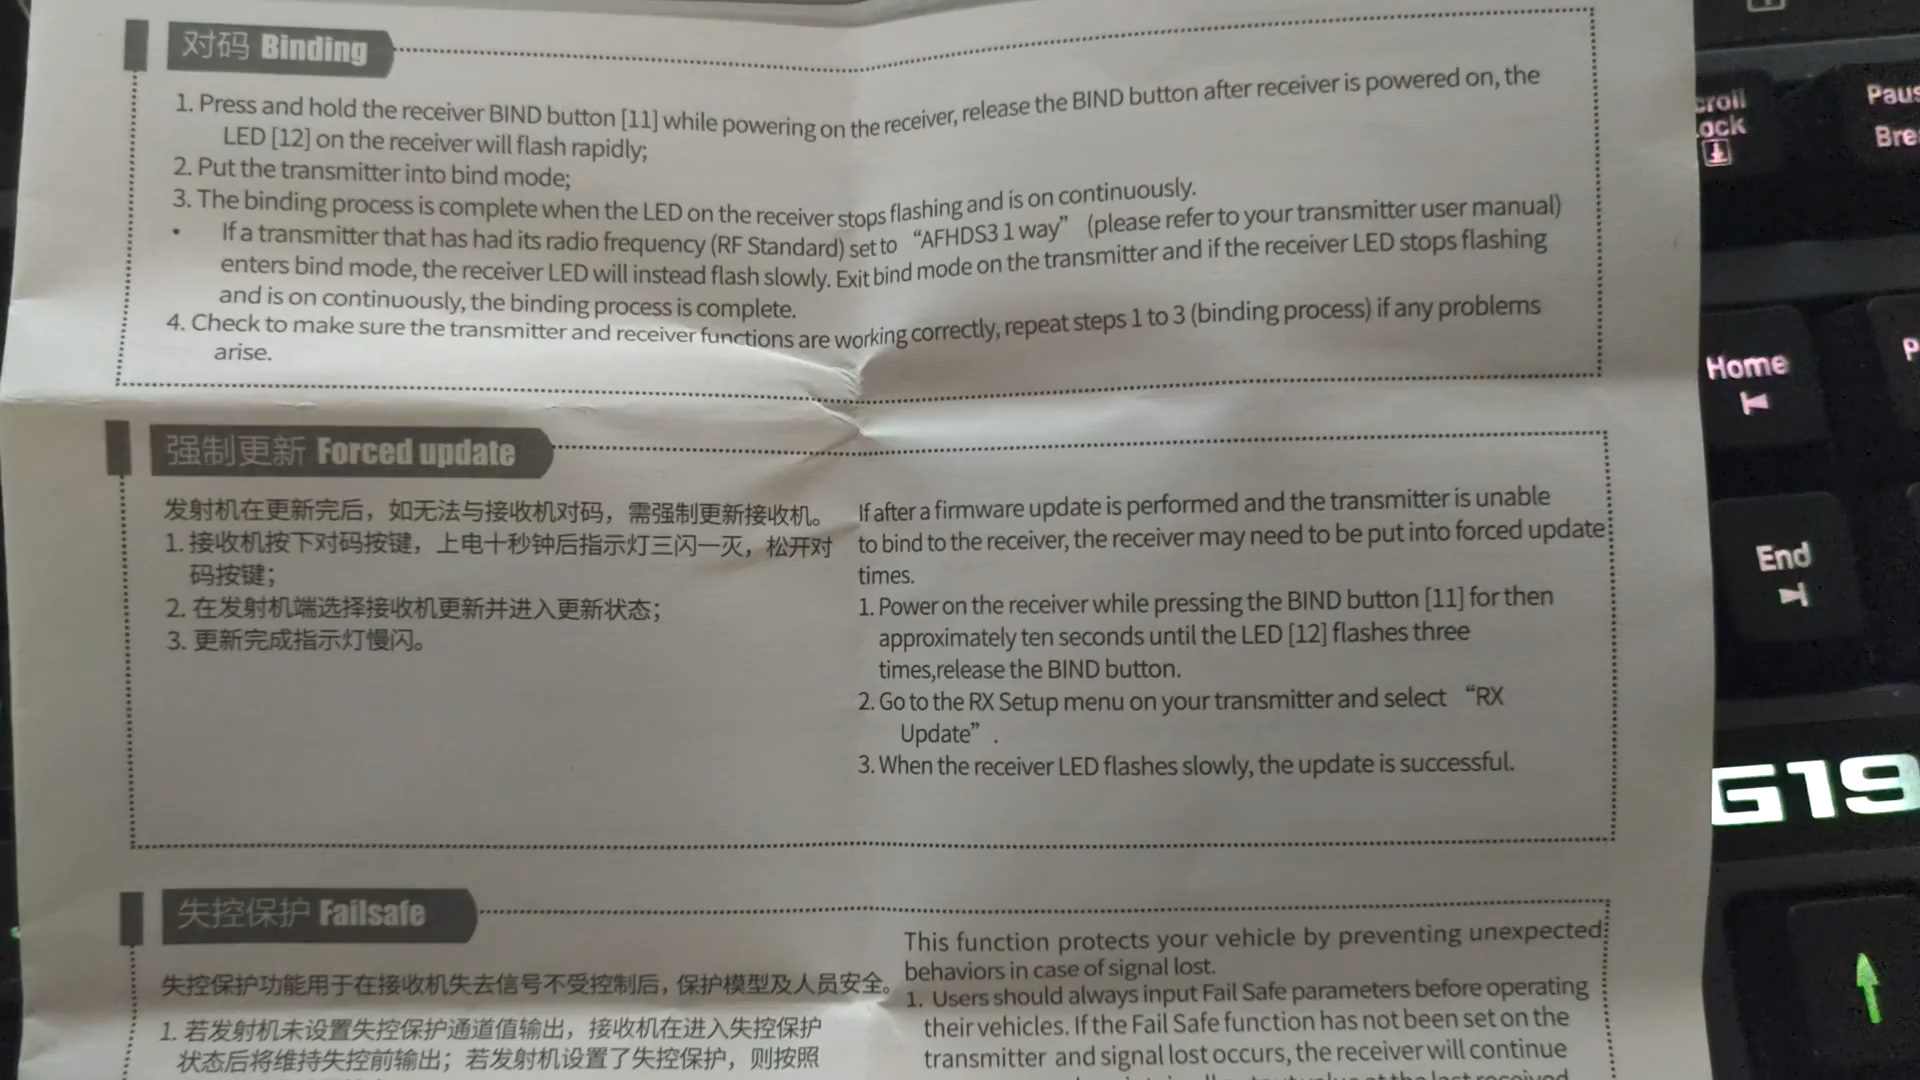 对码 Binding
1. Press and hold the receiver BIND button [11] while powering on the receiver, release the BIND button after receiver is powered on, the
LED [12] on the receiver will flash rapidly;
2. Put the transmitter into bind mode;
3. The binding process is complete when the LED on the receiver stops flashing and is on continuously.
• If a transmitter that has had its radio frequency (RF Standard) set to “AFHDS3 1 way” (please refer to your transmitter user manual)
enters bind mode, the receiver LED will instead flash slowly. Exit bind mode on the transmitter and if the receiver LED stops flashing
and is on continuously, the binding process is complete.
4. Check to make sure the transmitter and receiver functions are working correctly, repeat steps 1 to 3 (binding process) if any problems
arise.
强制更新 Forced update
发射机在更新完后，如无法与接收机对码，需强制更新接收机。
1. 接收机按下对码按键，上电十秒钟后指示灯三闪一灭，松开对
码按键；
2. 在发射机端选择接收机更新并进入更新状态；
3. 更新完成指示灯慢闪。
If after a firmware update is performed and the transmitter is unable
to bind to the receiver, the receiver may need to be put into forced update
times.
1. Power on the receiver while pressing the BIND button [11] for then
approximately ten seconds until the LED [12] flashes three
times,release the BIND button.
2. Go to the RX Setup menu on your transmitter and select “RX
Update” .
3. When the receiver LED flashes slowly, the update is successful.
失控保护 Failsafe
失控保护功能用于在接收机失去信号不受控制后，保护模型及人员安全。
1. 若发射机未设置失控保护通道值输出，接收机在进入失控保护
状态后将维持失控前输出；若发射机设置了失控保护，则按照
This function protects your vehicle by preventing unexpected
behaviors in case of signal lost.
1. Users should always input Fail Safe parameters before operating
their vehicles. If the Fail Safe function has not been set on the
transmitter and signal lost occurs, the receiver will continue
Home
End
G19